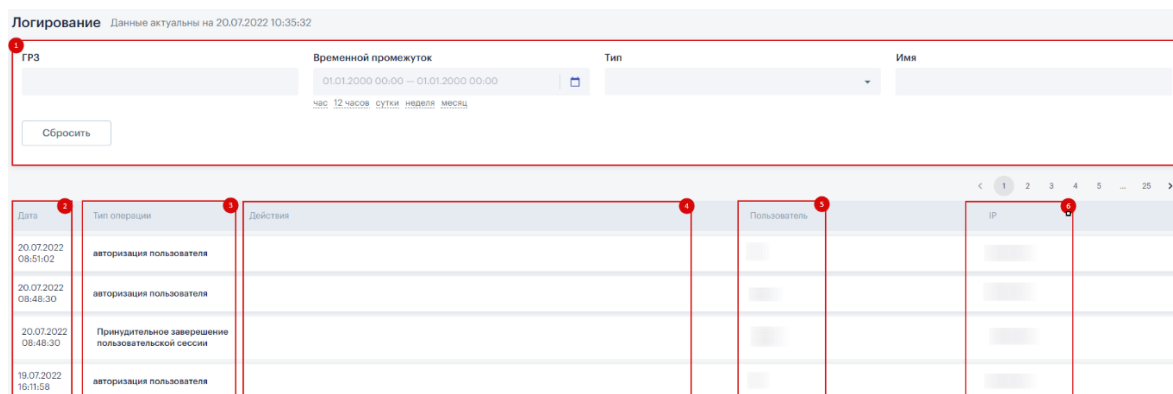 Логирование Данные актуальны на 20.07.2022 10:35:32
1
ГРЗ Временной промежуток Тип Имя
01.01.2000 00:00 — 01.01.2000 00:00
час 12 часов сутки неделя месяц
Сбросить
< 1 2 3 4 5 ... 25 >
2 3 4 5 6
Дата Тип операции Действия Пользователь IP
20.07.2022
08:51:02
авторизация пользователя
20.07.2022
08:48:30
авторизация пользователя
20.07.2022
08:48:30
Принудительное заверешение
пользовательской сессии
19.07.2022
16:11:58
авторизация пользователя